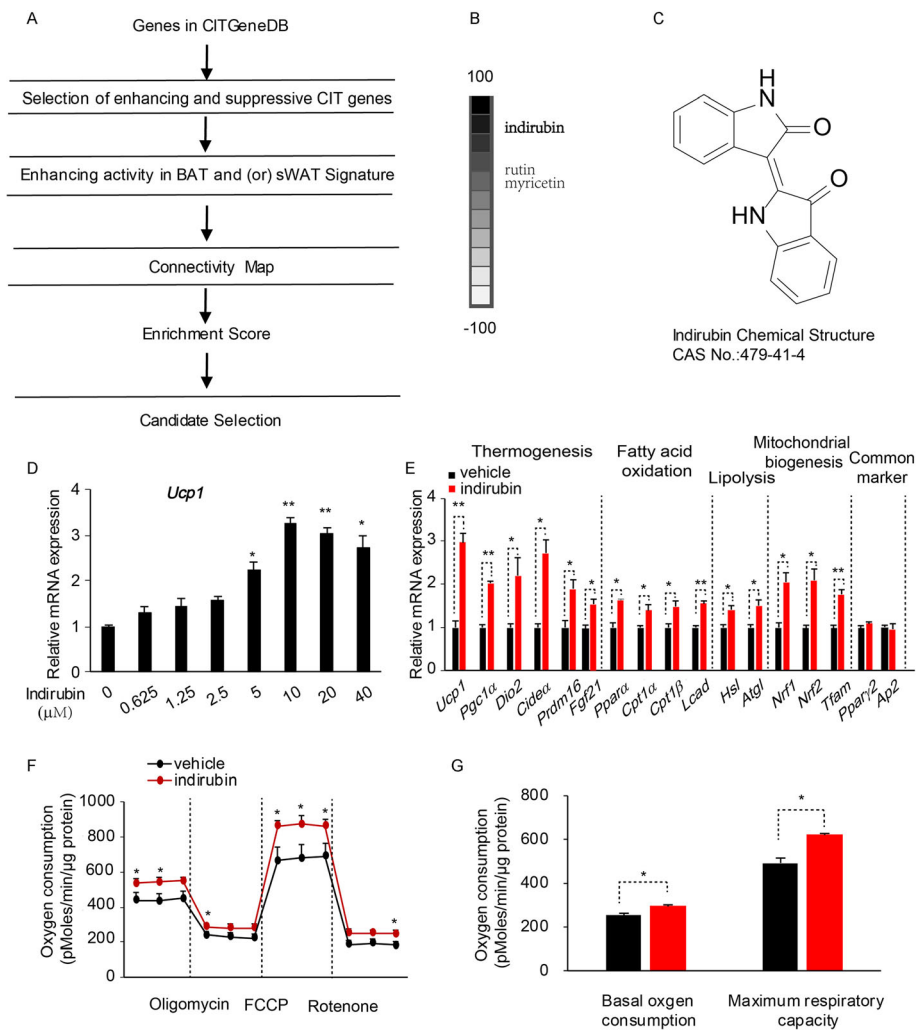 A
Genes in CITGeneDB
Selection of enhancing and suppressive CIT genes
Enhancing activity in BAT and (or) sWAT Signature
Connectivity Map
Enrichment Score
Candidate Selection
B
100
indirubin
rutin
myricetin
-100
C
H
N
O
O
HN
Indirubin Chemical Structure
CAS No.:479-41-4
D
Ucp1
Relative mRNA expression
4
3
2
1
0
* ** ** *
Indirubin
(μM)
0 0.625 1.25 2.5 5 10 20 40
E
Thermogenesis
Fatty acid
oxidation
Lipolysis
Mitochondrial
biogenesis
Common
marker
vehicle
indirubin
Relative mRNA expression
4
3
2
1
0
** ** * * * * * * * ** * * * * **
Ucp1 Pgc1α Dio2 Cideα Prdm16 Fgf21 Pparα Cpt1α Cpt1β Lcad Hsl Atgl Nrf1 Nrf2 Tfam Pparγ2 Ap2
F
vehicle
indirubin
Oxygen consumption
(pMoles/min/μg protein)
1000
800
600
400
200
0
* * * * * * *
Oligomycin FCCP Rotenone
G
Oxygen consumption
(pMoles/min/μg protein)
800
600
400
200
0
* *
Basal oxgen
consumption
Maximum respiratory
capacity